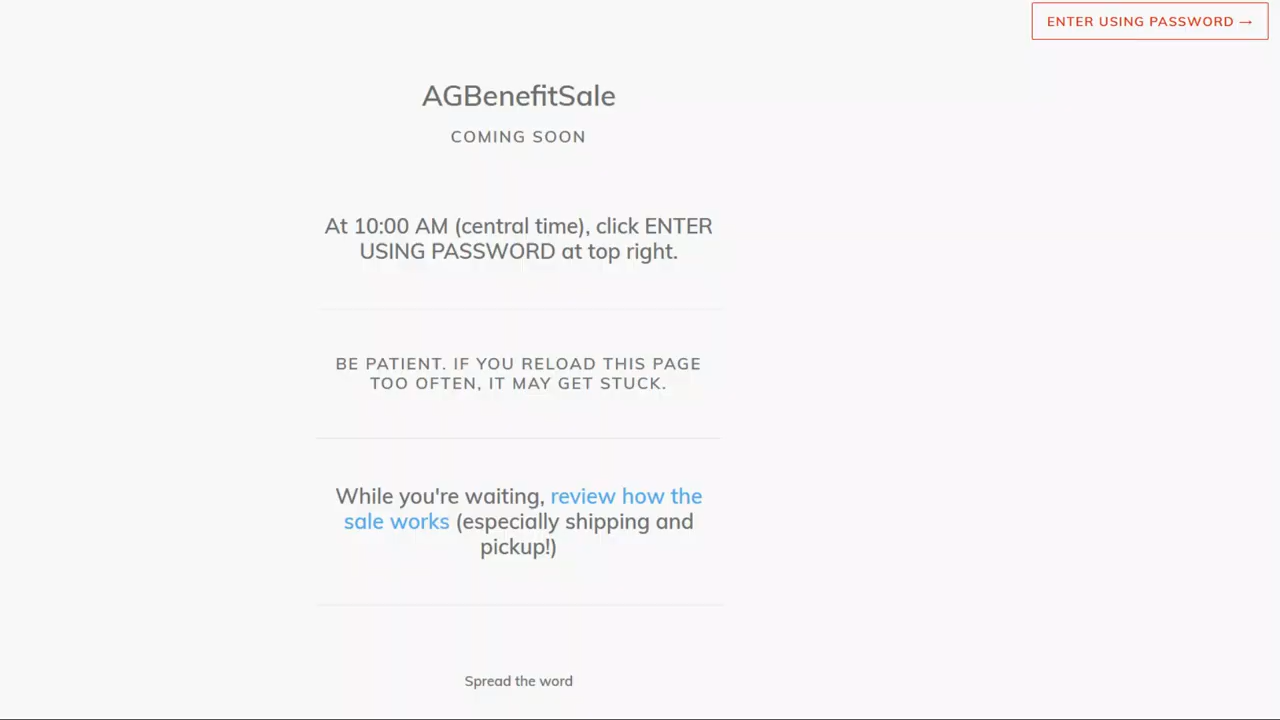 ENTER USING PASSWORD →
AGBenefitSale
COMING SOON
At 10:00 AM (central time), click ENTER
USING PASSWORD at top right.
BE PATIENT. IF YOU RELOAD THIS PAGE
TOO OFTEN, IT MAY GET STUCK.
While you're waiting, review how the
sale works (especially shipping and
pickup!)
Spread the word